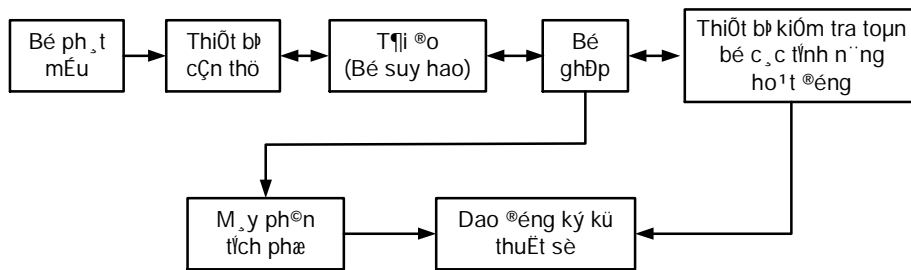 Bé ph¸t
mÉu
ThiÕt bÞ
cÇn thö
T¶i ®o
(Bé suy hao)
Bé
ghÐp
ThiÕt bÞ kiÓm tra toµn
bé c¸c tÝnh n¨ng
ho¹t ®éng
M¸y ph©n
tÝch phæ
Dao ®éng ký kü
thuËt sè